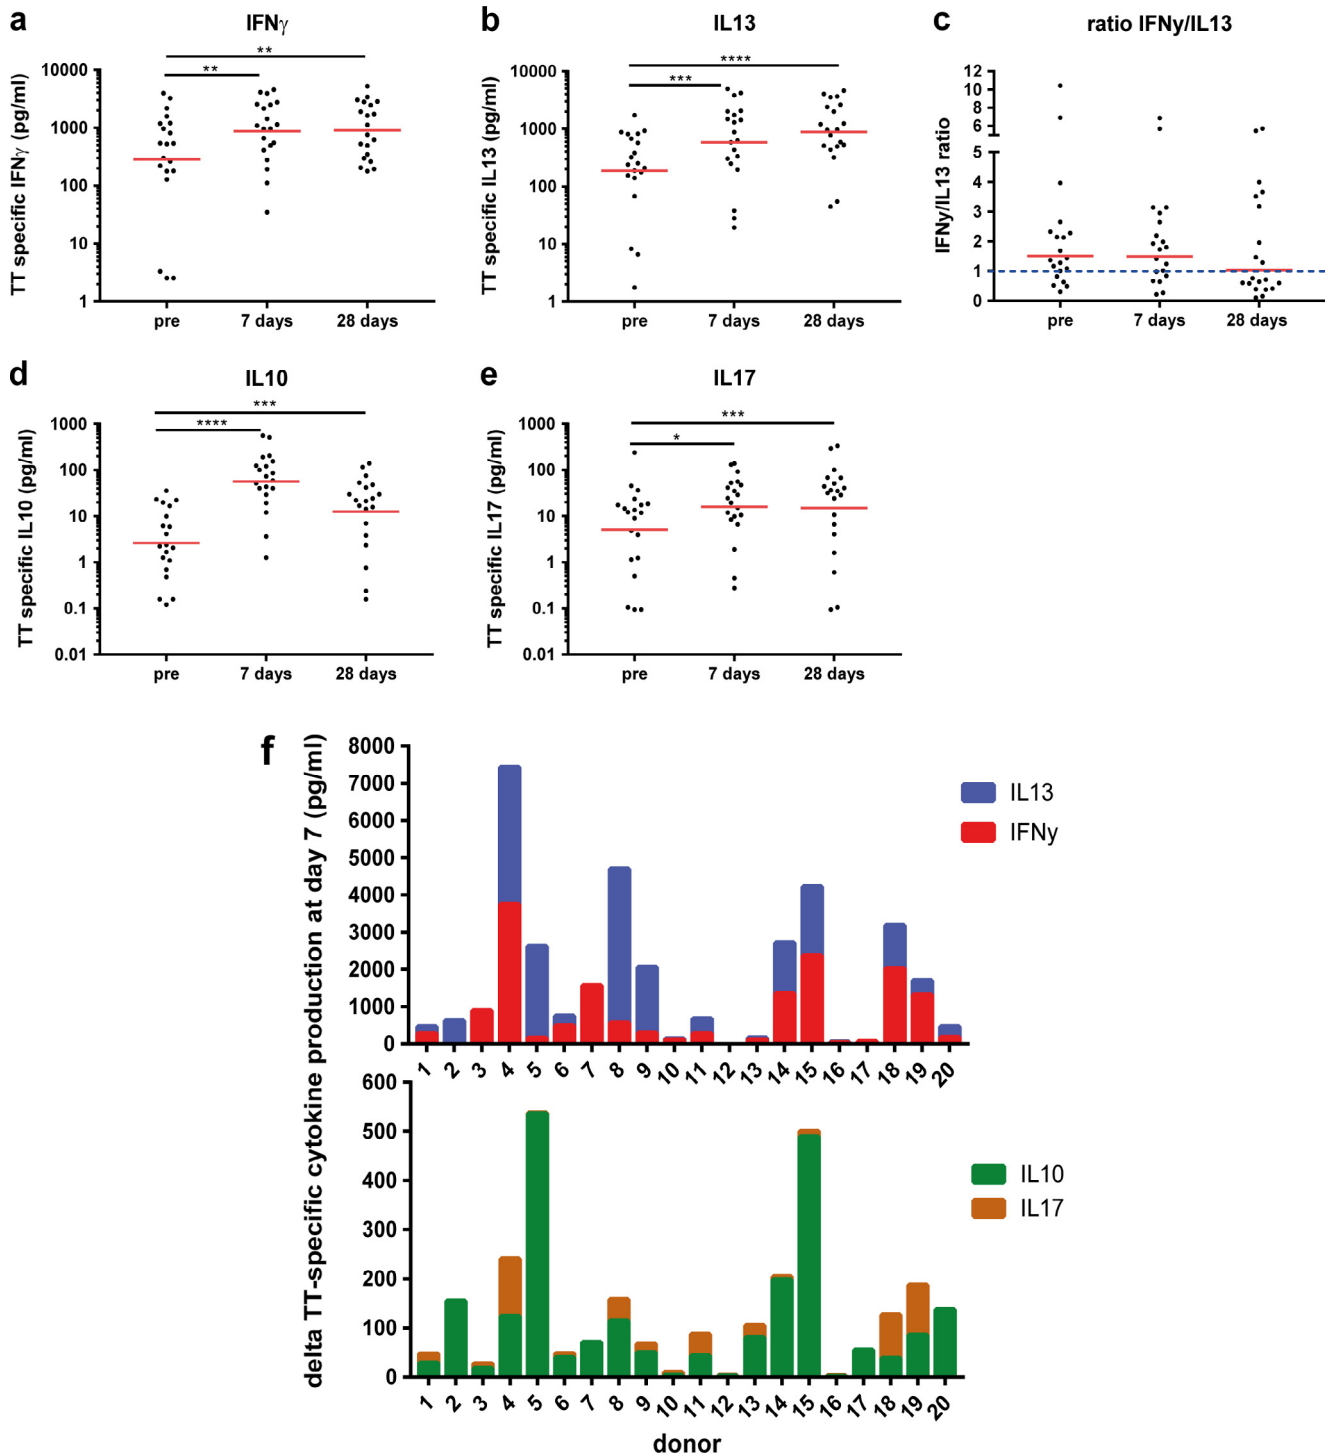 a
IFNγ
TT specific IFNγ (pg/ml)
**
**
10000
1000
100
10
1
pre 7 days 28 days
b
IL13
TT specific IL13 (pg/ml)
****
***
10000
1000
100
10
1
pre 7 days 28 days
c
ratio IFNy/IL13
IFNy/IL13 ratio
12
10
8
6
5
4
3
2
1
0
pre 7 days 28 days
d
IL10
TT specific IL10 (pg/ml)
***
****
1000
100
10
1
0.1
0.01
pre 7 days 28 days
e
IL17
TT specific IL17 (pg/ml)
***
*
1000
100
10
1
0.1
0.01
pre 7 days 28 days
f
delta TT-specific cytokine production at day 7 (pg/ml)
8000
7000
6000
5000
4000
3000
2000
1000
0
IL13
IFNy
1 2 3 4 5 6 7 8 9 10 11 12 13 14 15 16 17 18 19 20
600
500
400
300
200
100
0
IL10
IL17
1 2 3 4 5 6 7 8 9 10 11 12 13 14 15 16 17 18 19 20
donor